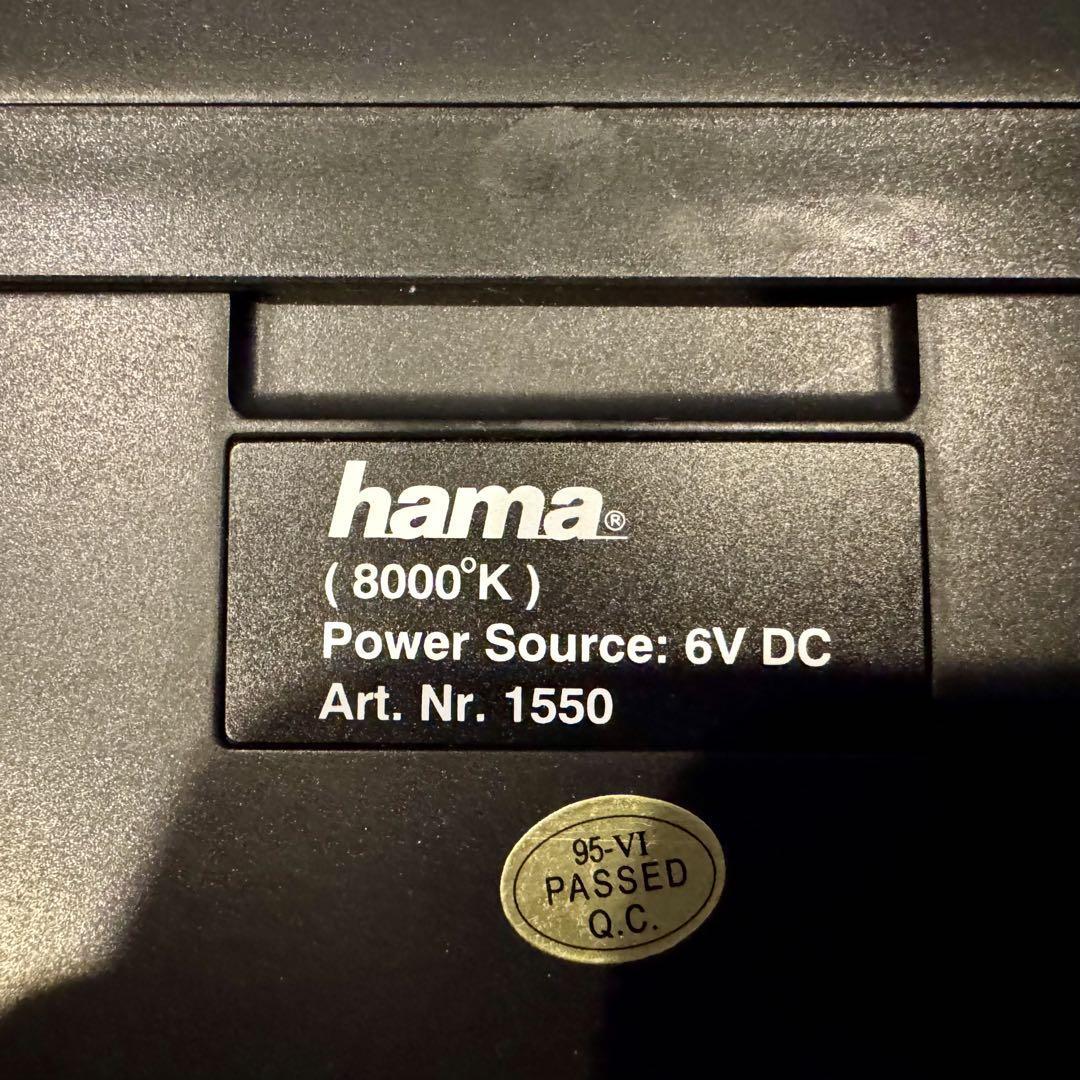 hama®
( 8000°K )
Power Source: 6V DC
Art. Nr. 1550
95-VI
PASSED
Q.C.